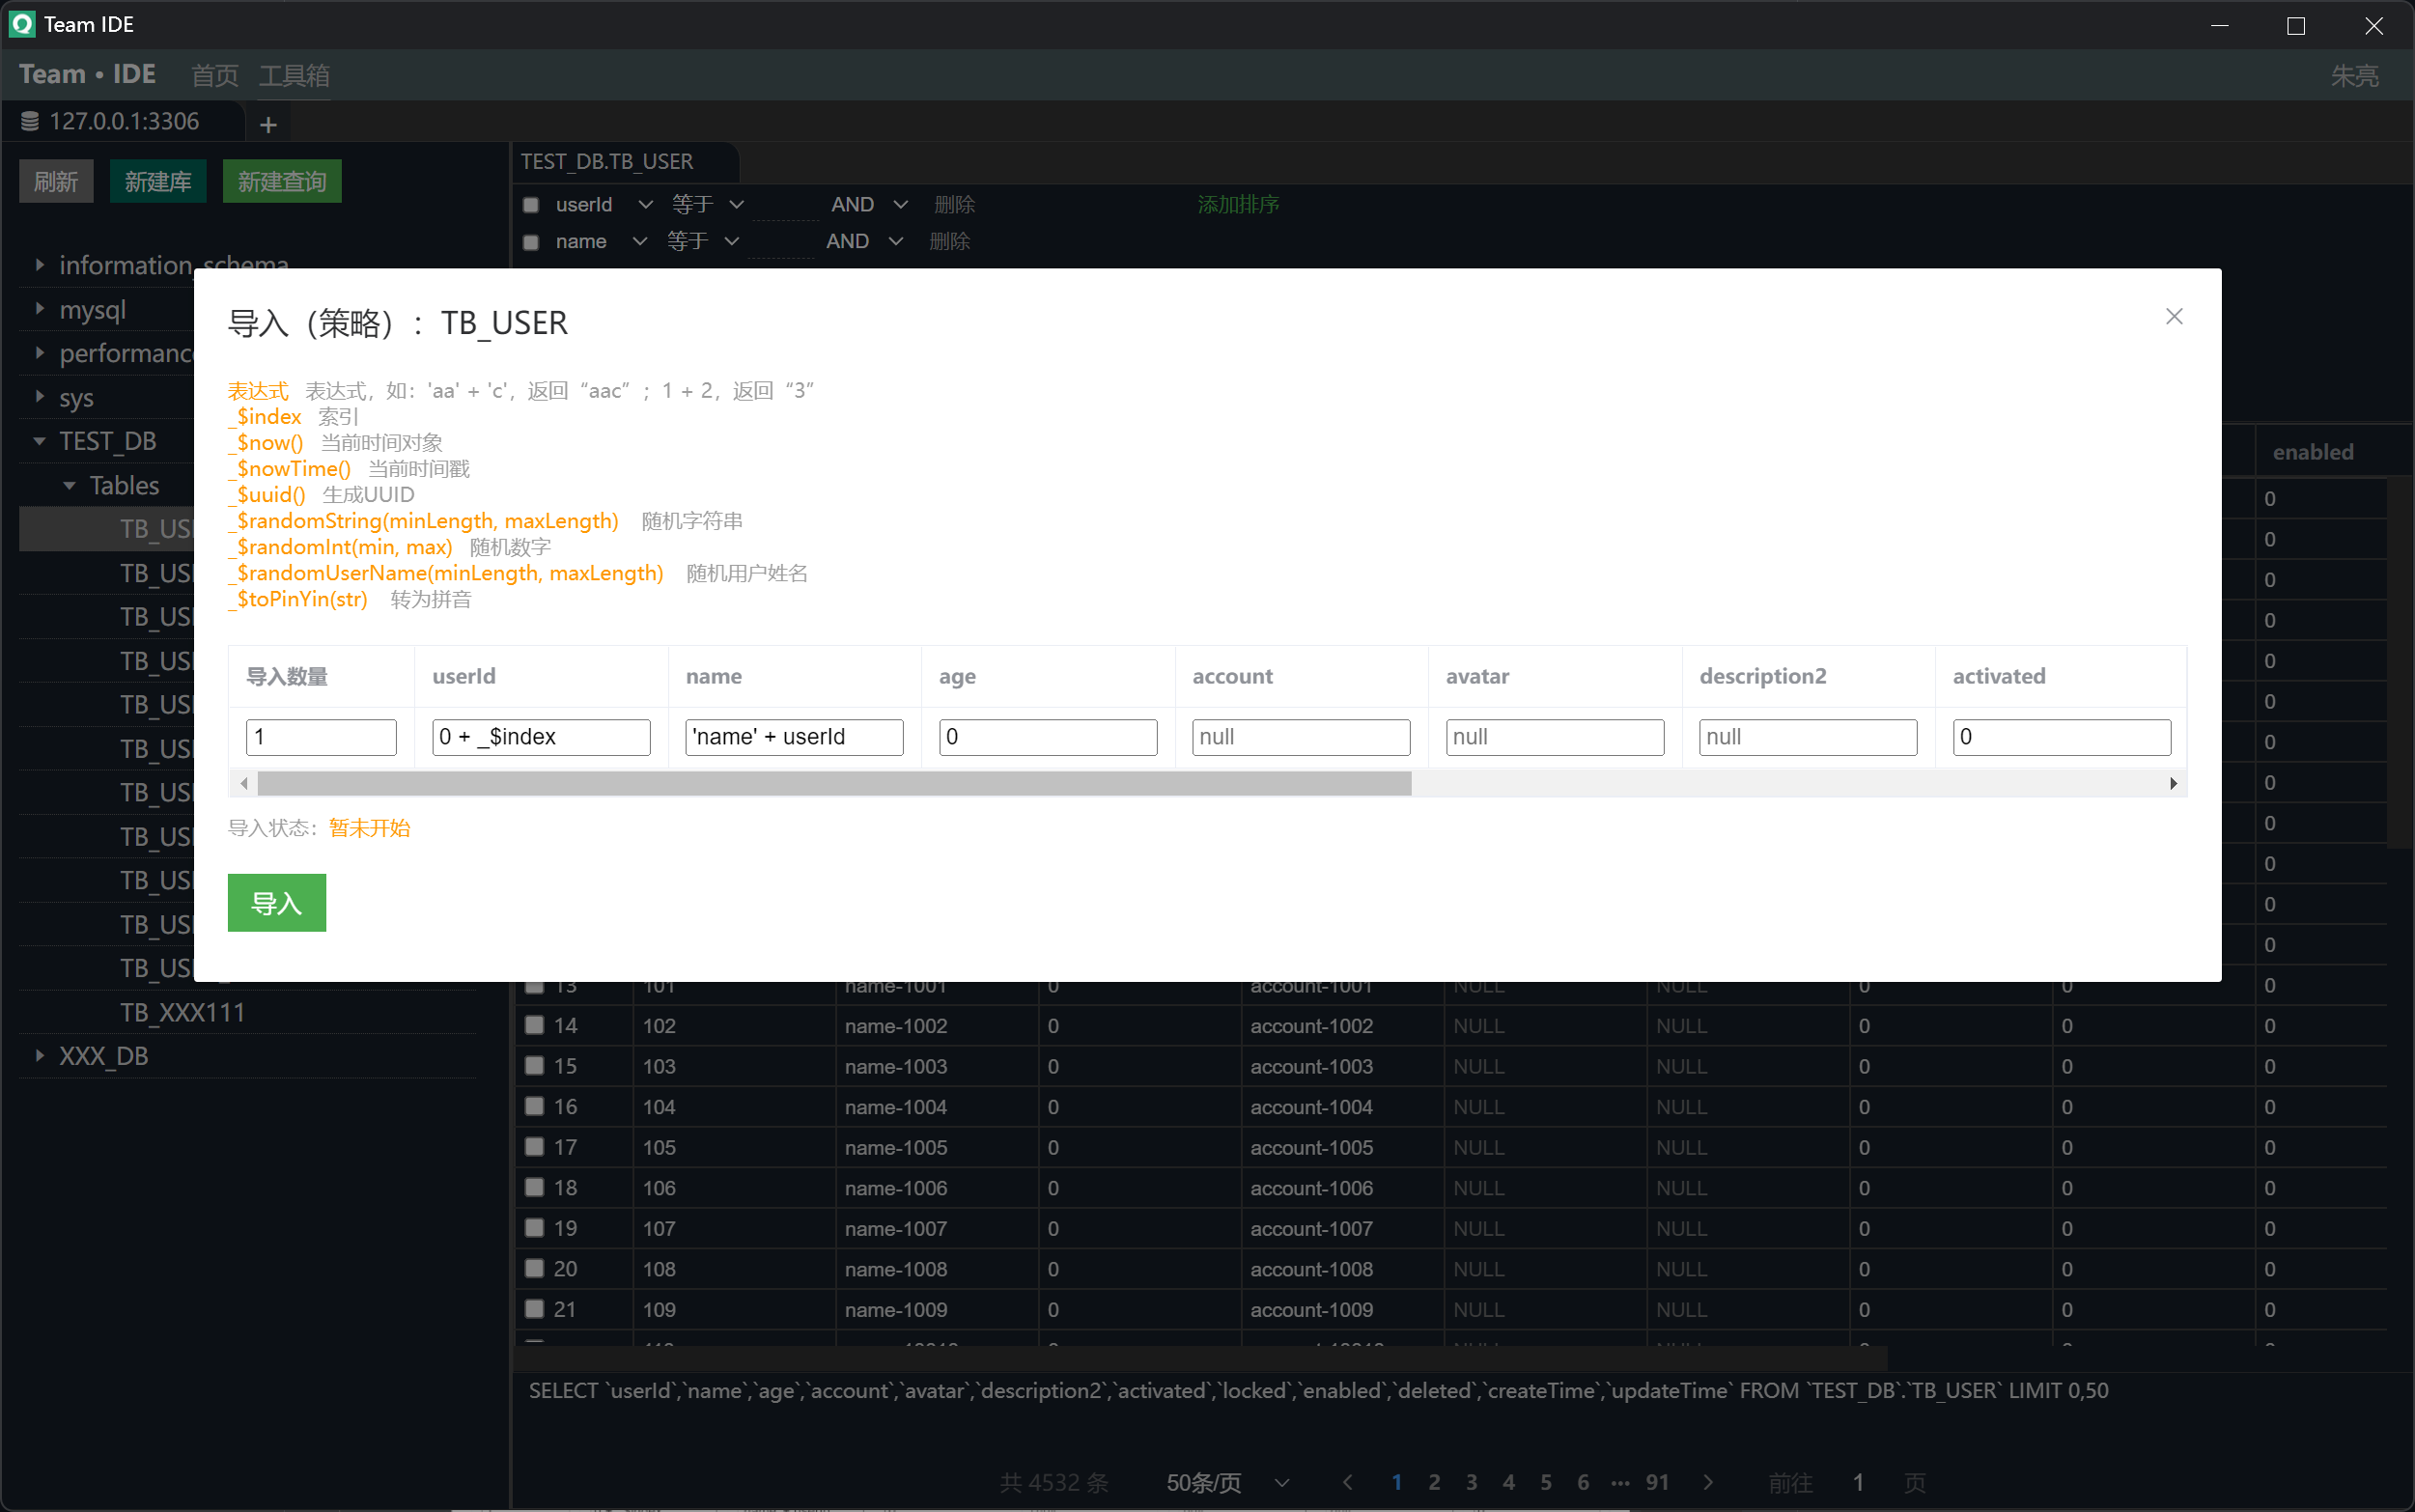 Team IDE
Team • IDE 首页 工具箱 朱亮
127.0.0.1:3306 +
刷新 新建库 新建查询
TEST_DB.TB_USER
userId 等于 AND 删除 添加排序
name 等于 AND 删除
information_schema
mysql
performance
sys
TEST_DB
Tables
TB_US
TB_US
TB_US
TB_US
TB_US
TB_US
TB_US
TB_US
TB_US
TB_US
TB_US
TB_XXX111
XXX_DB
导入（策略）：TB_USER
表达式 表达式，如：'aa' + 'c'，返回“aac”；1 + 2，返回“3”
_$index 索引
_$now() 当前时间对象
_$nowTime() 当前时间戳
_$uuid() 生成UUID
_$randomString(minLength, maxLength) 随机字符串
_$randomInt(min, max) 随机数字
_$randomUserName(minLength, maxLength) 随机用户姓名
_$toPinYin(str) 转为拼音
导入数量 userId name age account avatar description2 activated
1 0 + _$index 'name' + userId 0 null null null 0
导入状态：暂未开始
导入
enabled
0
0
0
0
0
0
0
0
0
0
0
0
13 101 name-1001 0 account-1001 NULL NULL 0 0 0
14 102 name-1002 0 account-1002 NULL NULL 0 0 0
15 103 name-1003 0 account-1003 NULL NULL 0 0 0
16 104 name-1004 0 account-1004 NULL NULL 0 0 0
17 105 name-1005 0 account-1005 NULL NULL 0 0 0
18 106 name-1006 0 account-1006 NULL NULL 0 0 0
19 107 name-1007 0 account-1007 NULL NULL 0 0 0
20 108 name-1008 0 account-1008 NULL NULL 0 0 0
21 109 name-1009 0 account-1009 NULL NULL 0 0 0
SELECT `userId`,`name`,`age`,`account`,`avatar`,`description2`,`activated`,`locked`,`enabled`,`deleted`,`createTime`,`updateTime` FROM `TEST_DB`.`TB_USER` LIMIT 0,50
共 4532 条 50条/页 1 2 3 4 5 6 ··· 91 前往 1 页